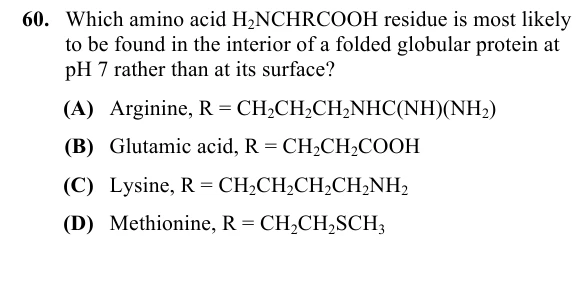 60. Which amino acid H₂NCHRCOOH residue is most likely
to be found in the interior of a folded globular protein at
pH 7 rather than at its surface?
(A) Arginine, R = CH₂CH₂CH₂NHC(NH)(NH₂)
(B) Glutamic acid, R = CH₂CH₂COOH
(C) Lysine, R = CH₂CH₂CH₂CH₂NH₂
(D) Methionine, R = CH₂CH₂SCH₃